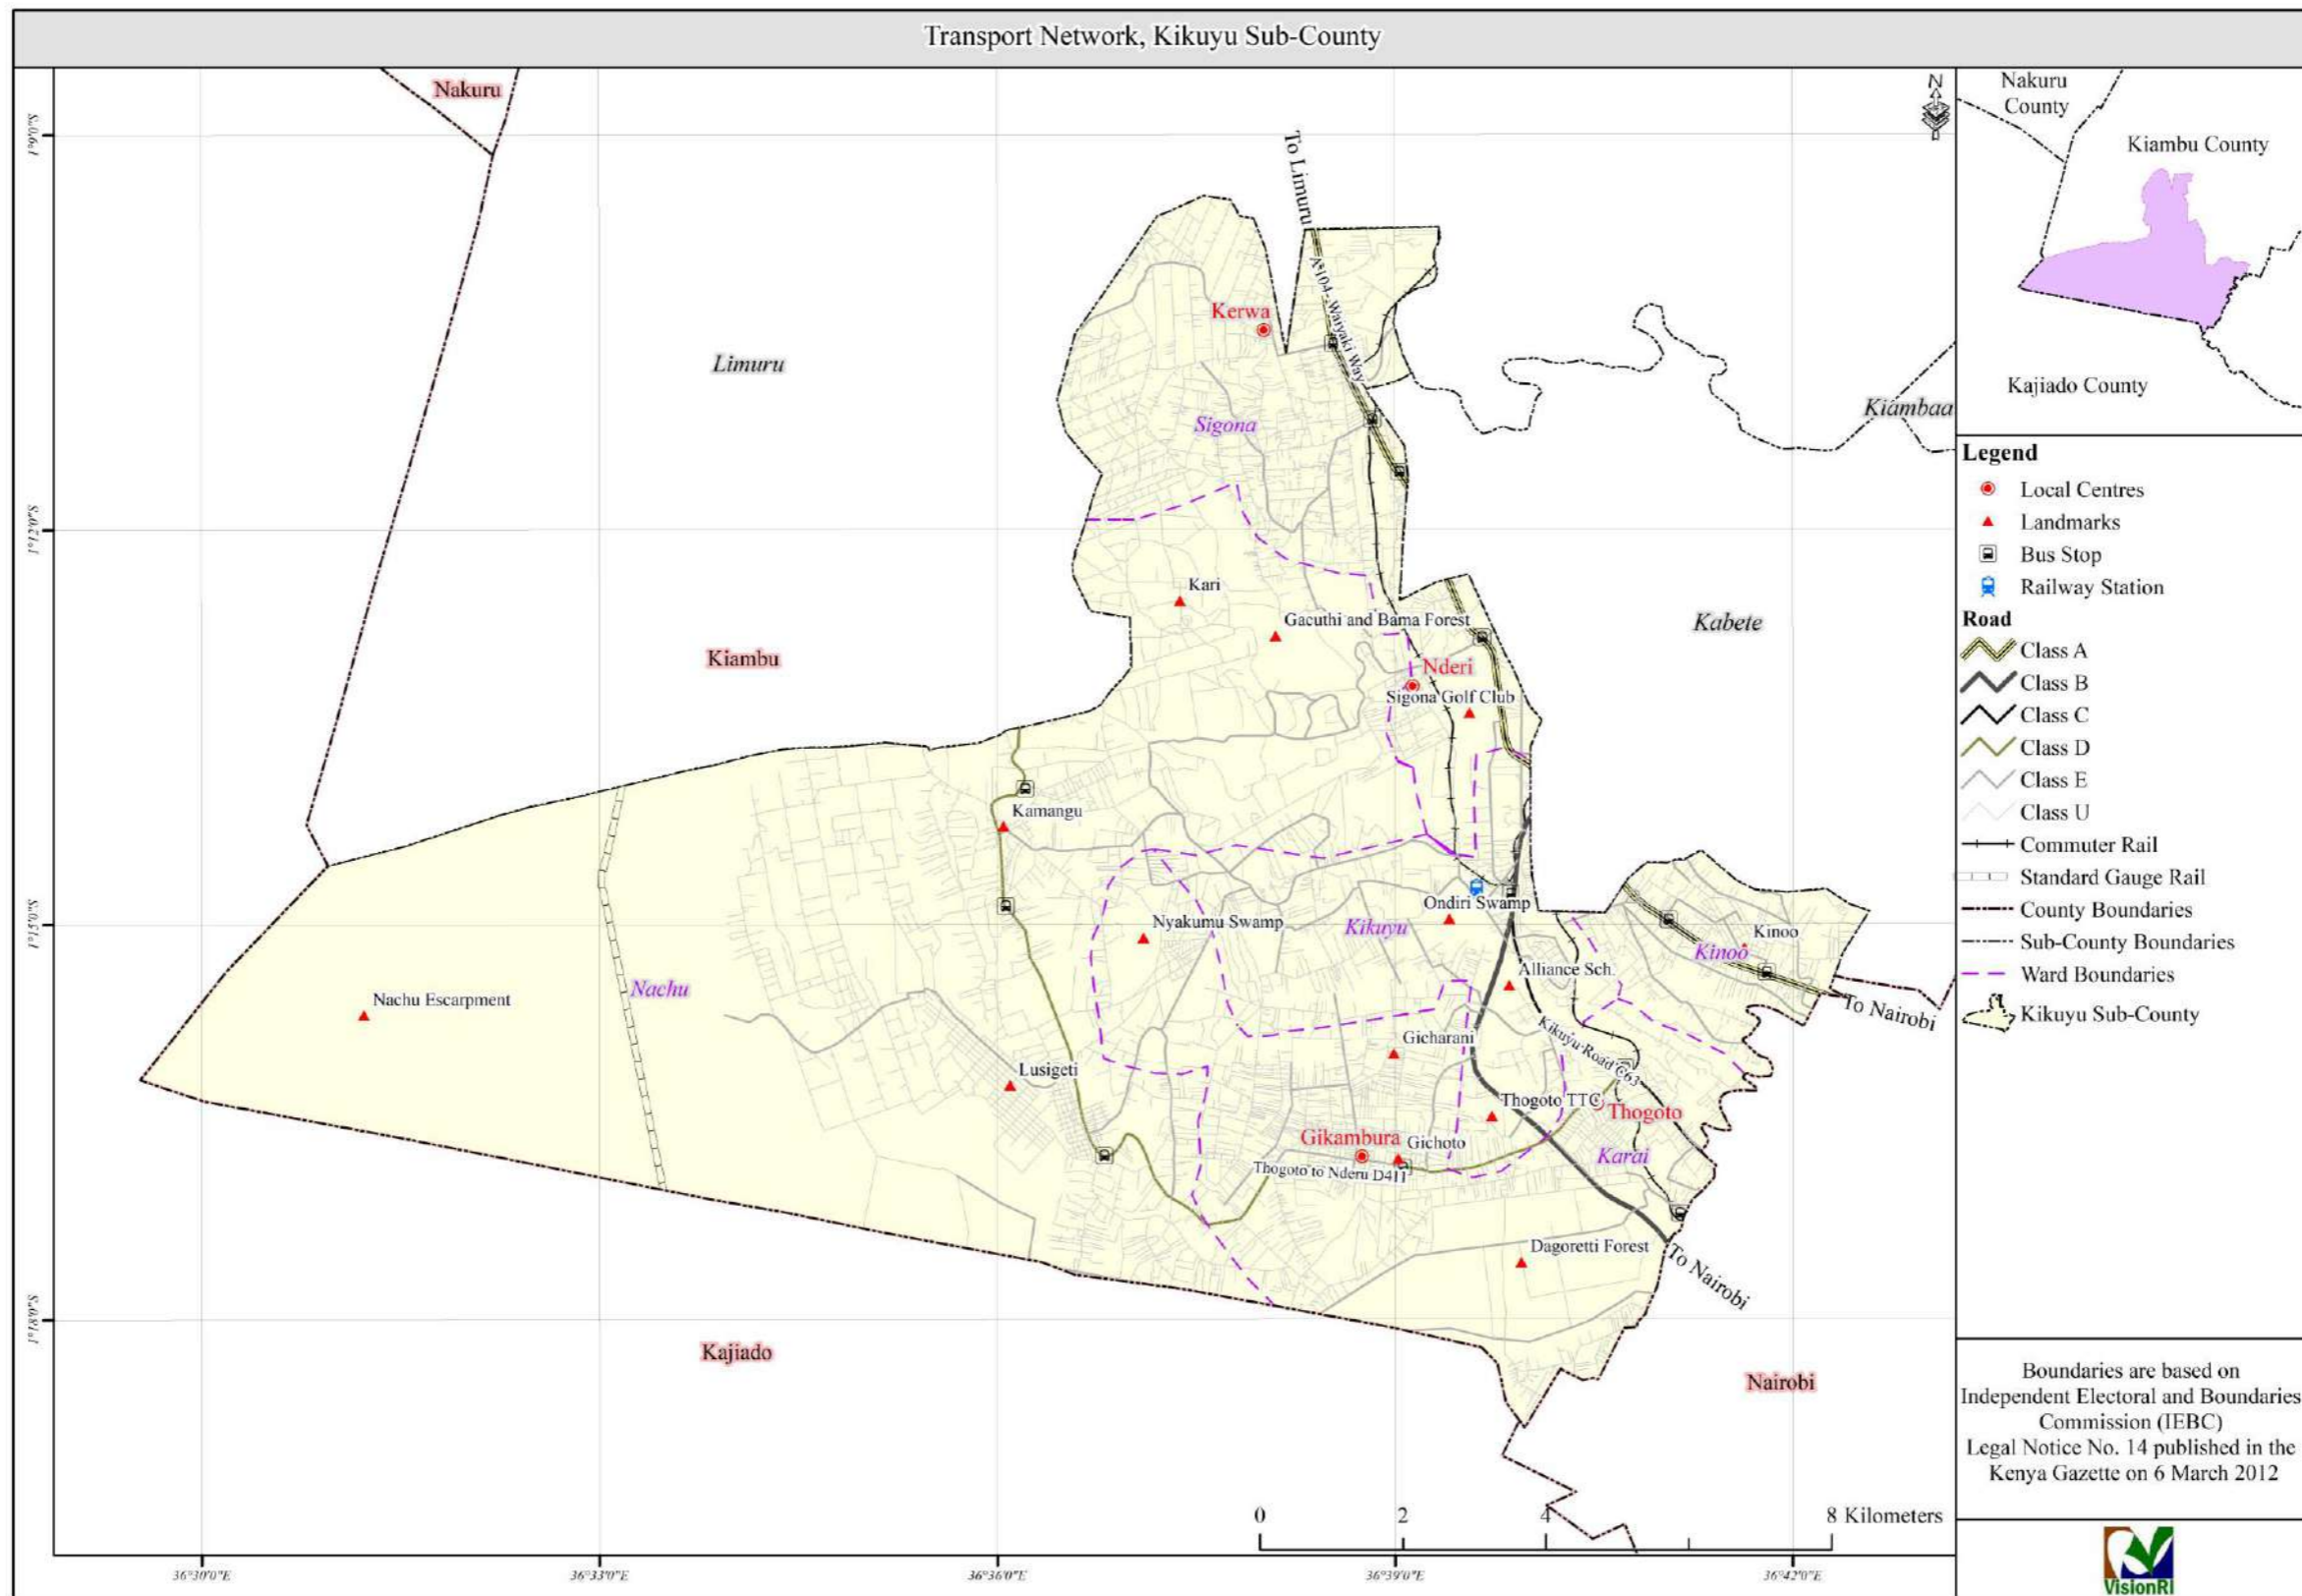 Transport Network, Kikuyu Sub-County
Nakuru
Limuru
Kiambu
Kajiado
Nairobi
Kabete
Kiambaa
N
To Limuru
A 104 - Waiyaki Way
Kerwa
Sigona
Kari
Gacuthi and Bama Forest
Nderi
Sigona Golf Club
Kamangu
Nyakumu Swamp
Ondiri Swamp
Kikuyu
Kinoo
Kinoo
To Nairobi
Alliance Sch.
Nachu Escarpment
Nachu
Gicharani
Kikuyu Road C63
Lusigeti
Thogoto TTC
Thogoto
Gikambura
Gichoto
Thogoto to Nderu D411
Karai
Dagoretti Forest
To Nairobi
0 2 4 8 Kilometers
1°9'0"S
1°12'0"S
1°15'0"S
1°18'0"S
36°30'0"E
36°33'0"E
36°36'0"E
36°39'0"E
36°42'0"E
Nakuru
County
Kiambu County
Kajiado County
Legend
Local Centres
Landmarks
Bus Stop
Railway Station
Road
Class A
Class B
Class C
Class D
Class E
Class U
Commuter Rail
Standard Gauge Rail
County Boundaries
Sub-County Boundaries
Ward Boundaries
Kikuyu Sub-County
Boundaries are based on
Independent Electoral and Boundaries
Commission (IEBC)
Legal Notice No. 14 published in the
Kenya Gazette on 6 March 2012
VisionRI